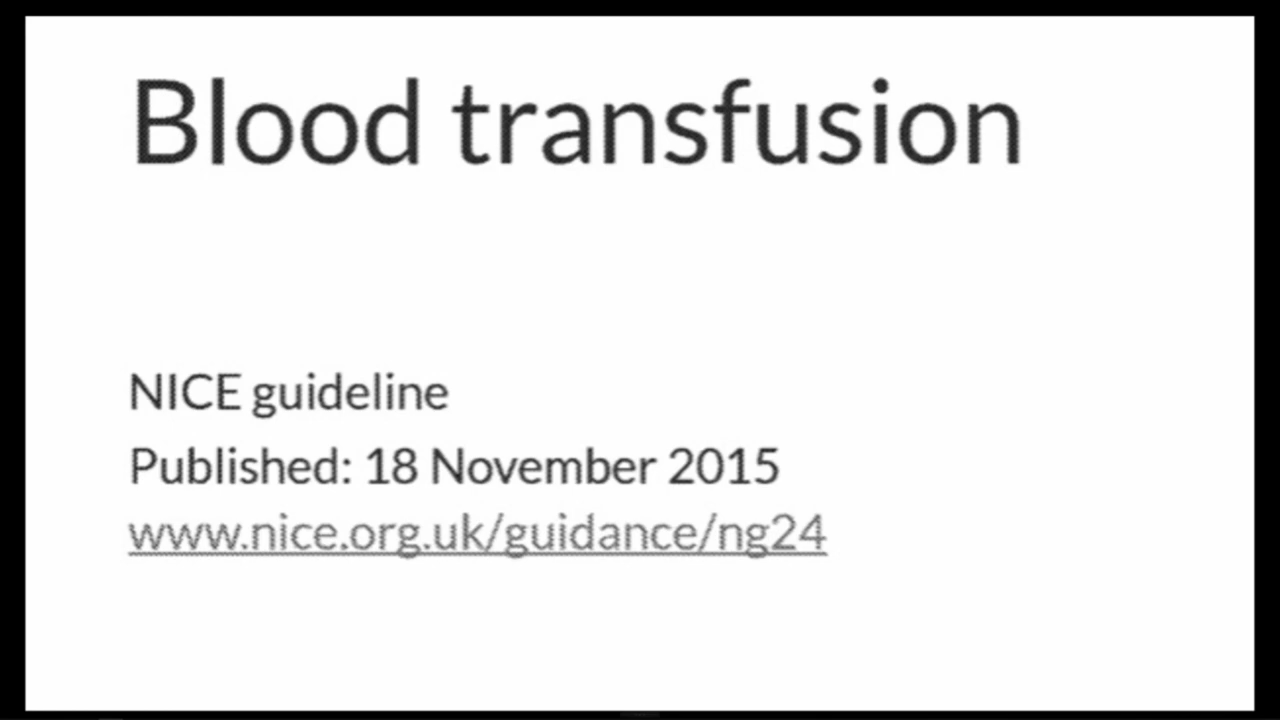 Blood transfusion
NICE guideline
Published: 18 November 2015
www.nice.org.uk/guidance/ng24